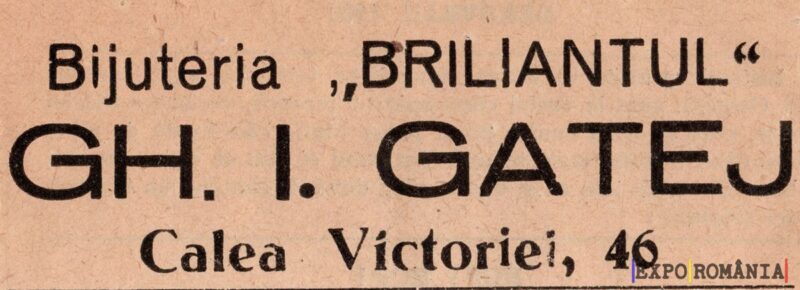 Bijuteria „BRILIANTUL“
GH. I. GATEJ
Calea Victoriei, 46
EXPO ROMÂNIA